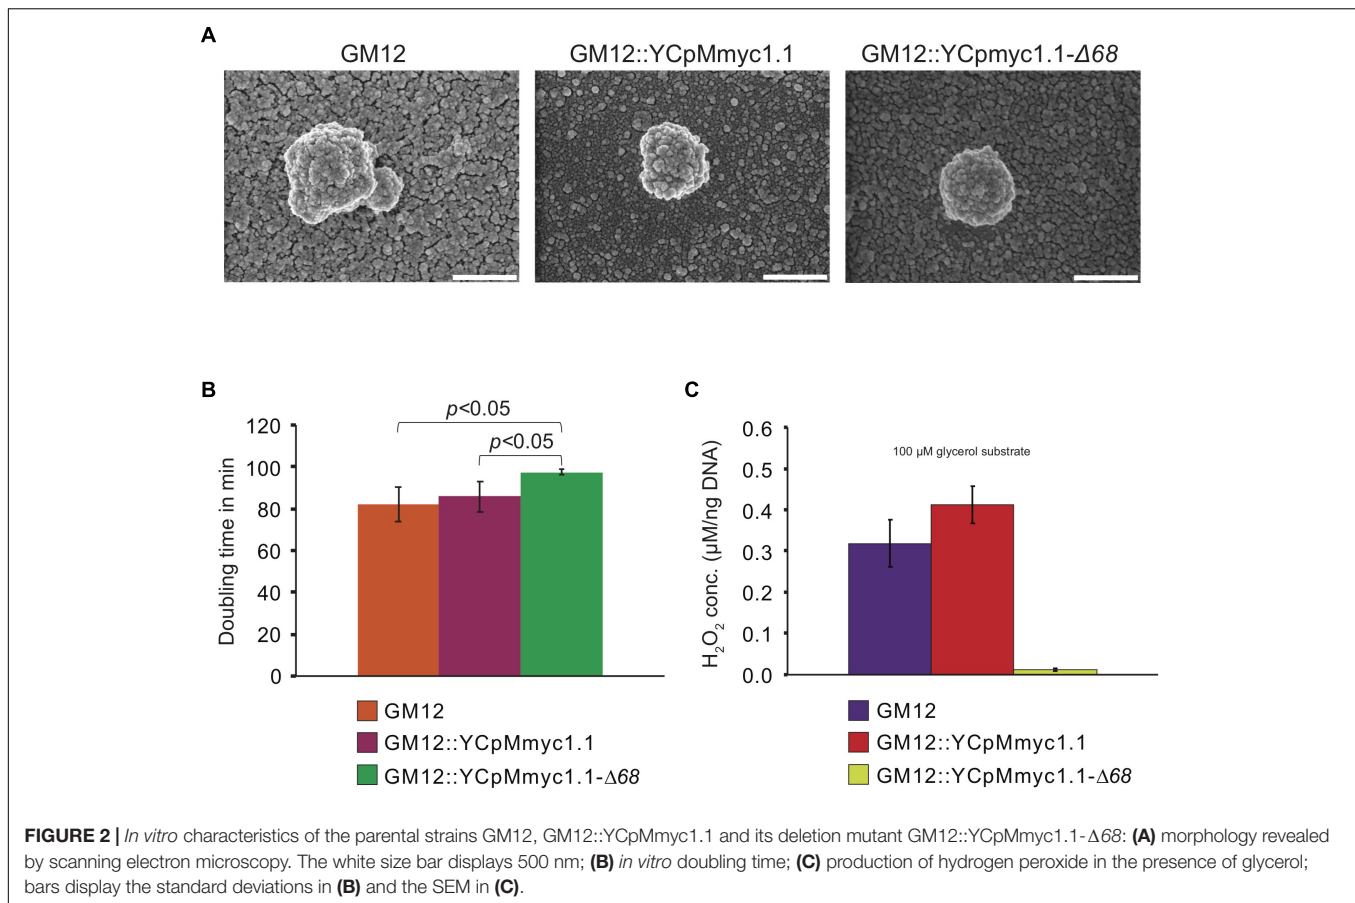 A
GM12
GM12::YCpMmyc1.1
GM12::YCpmyc1.1-Δ68
B
p<0.05
p<0.05
Doubling time in min
120
100
80
60
40
20
0
GM12
GM12::YCpMmyc1.1
GM12::YCpMmyc1.1-Δ68
C
100 µM glycerol substrate
H2O2 conc. (µM/ng DNA)
0.6
0.5
0.4
0.3
0.2
0.1
0.0
GM12
GM12::YCpMmyc1.1
GM12::YCpMmyc1.1-Δ68
FIGURE 2 | In vitro characteristics of the parental strains GM12, GM12::YCpMmyc1.1 and its deletion mutant GM12::YCpMmyc1.1-Δ68: (A) morphology revealed
by scanning electron microscopy. The white size bar displays 500 nm; (B) in vitro doubling time; (C) production of hydrogen peroxide in the presence of glycerol;
bars display the standard deviations in (B) and the SEM in (C).